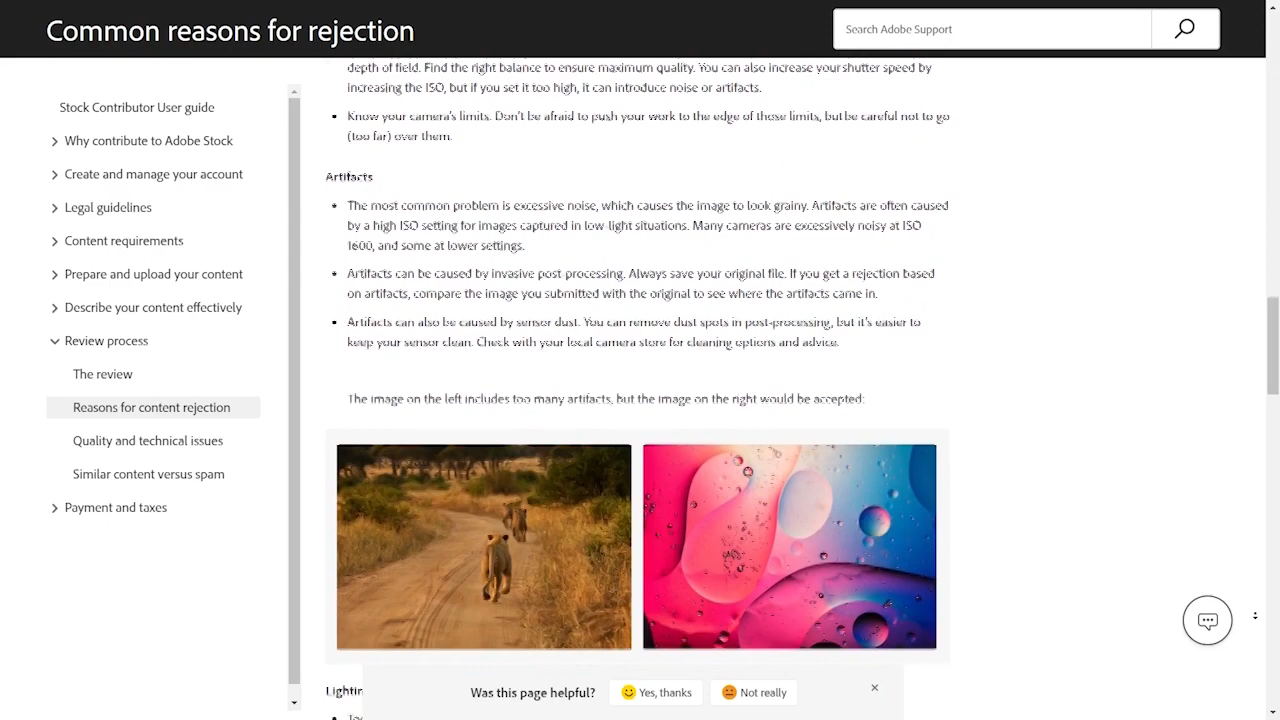 Common reasons for rejection
Search Adobe Support
Stock Contributor User guide
Why contribute to Adobe Stock
Create and manage your account
Legal guidelines
Content requirements
Prepare and upload your content
Describe your content effectively
Review process
The review
Reasons for content rejection
Quality and technical issues
Similar content versus spam
Payment and taxes
depth of field. Find the right balance to ensure maximum quality. You can also increase your shutter speed by
increasing the ISO, but if you set it too high, it can introduce noise or artifacts.
Know your camera's limits. Don't be afraid to push your work to the edge of those limits, but be careful not to go
(too far) over them.
Artifacts
The most common problem is excessive noise, which causes the image to look grainy. Artifacts are often caused
by a high ISO setting for images captured in low-light situations. Many cameras are excessively noisy at ISO
1600, and some at lower settings.
Artifacts can be caused by invasive post-processing. Always save your original file. If you get a rejection based
on artifacts, compare the image you submitted with the original to see where the artifacts came in.
Artifacts can also be caused by sensor dust. You can remove dust spots in post-processing, but it's easier to
keep your sensor clean. Check with your local camera store for cleaning options and advice.
The image on the left includes too many artifacts, but the image on the right would be accepted:
Was this page helpful?
Yes, thanks
Not really